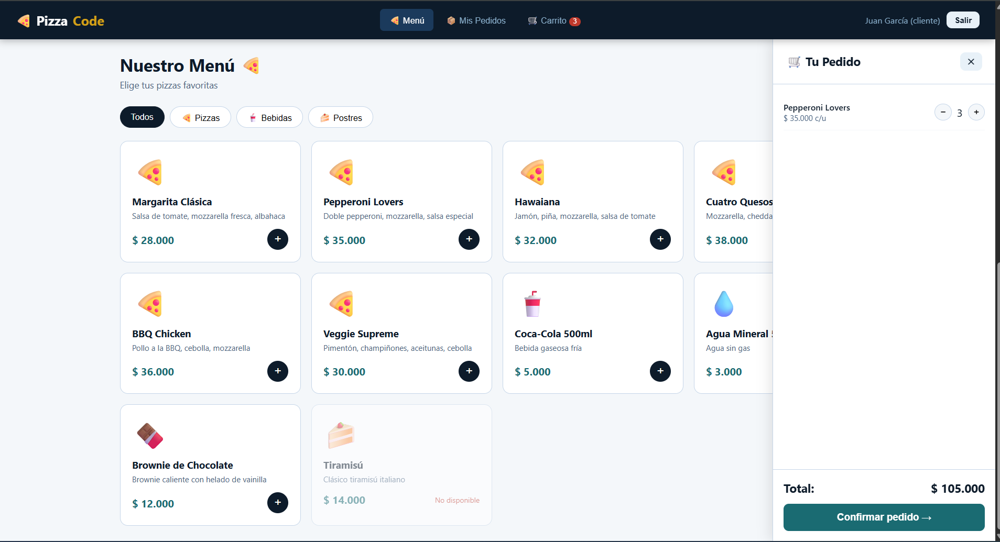 Pizza Code
Menú
Mis Pedidos
Carrito 3
Juan García (cliente)
Salir
Nuestro Menú
Elige tus pizzas favoritas
Todos
Pizzas
Bebidas
Postres
Margarita Clásica
Salsa de tomate, mozzarella fresca, albahaca
$ 28.000
+
Pepperoni Lovers
Doble pepperoni, mozzarella, salsa especial
$ 35.000
+
Hawaiana
Jamón, piña, mozzarella, salsa de tomate
$ 32.000
+
Cuatro Quesos
Mozzarella, chedda
$ 38.000
BBQ Chicken
Pollo a la BBQ, cebolla, mozzarella
$ 36.000
+
Veggie Supreme
Pimentón, champiñones, aceitunas, cebolla
$ 30.000
+
Coca-Cola 500ml
Bebida gaseosa fría
$ 5.000
+
Agua Mineral
Agua sin gas
$ 3.000
Brownie de Chocolate
Brownie caliente con helado de vainilla
$ 12.000
+
Tiramisú
Clásico tiramisú italiano
$ 14.000
No disponible
Tu Pedido
×
Pepperoni Lovers
$ 35.000 c/u
− 3 +
Total:
$ 105.000
Confirmar pedido →